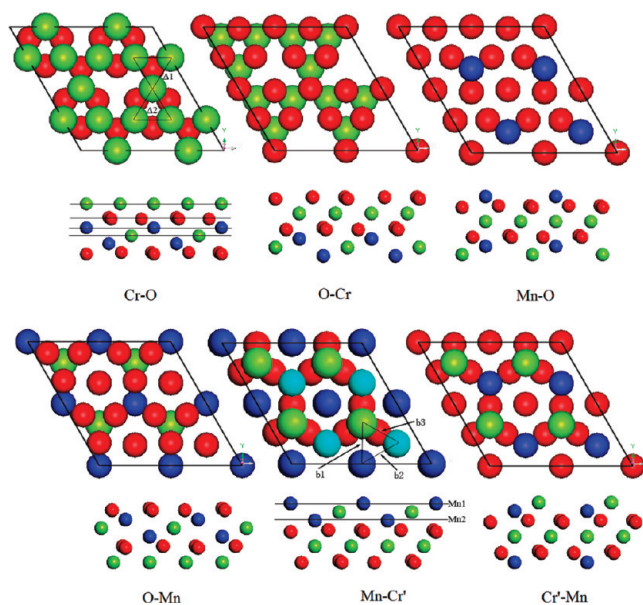 Δ1
Δ2
Y
Y
Y
Cr-O
O-Cr
Mn-O
b1
b2
b3
Y
Y
Mn1
Mn2
O-Mn
Mn-Cr'
Cr'-Mn